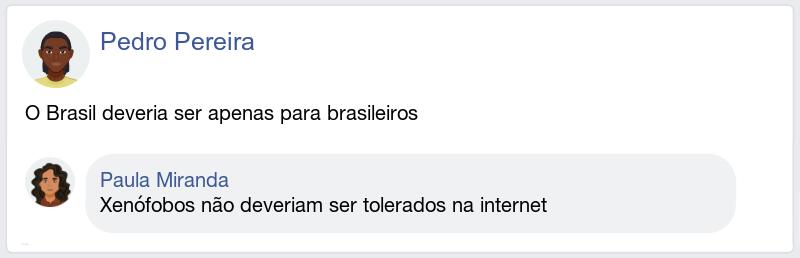 Pedro Pereira
O Brasil deveria ser apenas para brasileiros
Paula Miranda
Xenófobos não deveriam ser tolerados na internet